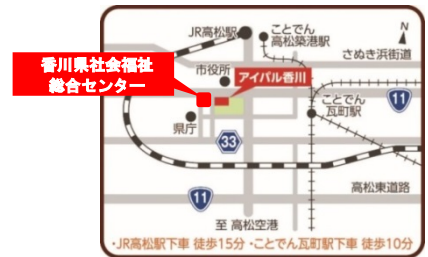 JR高松駅
ことでん
高松築港駅
N
さぬき浜街道
香川県社会福祉
総合センター
市役所
アイパル香川
11
ことでん
瓦町駅
県庁
33
11
高松東道路
至 高松空港
・JR高松駅下車 徒歩15分 ・ことでん瓦町駅下車 徒歩10分